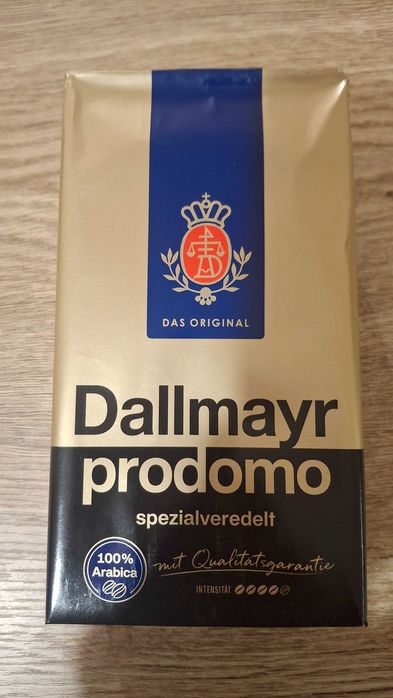 DAS ORIGINAL
Dallmayr
prodomo
spezialveredelt
100%
Arabica
mit Qualitätsgarantie
INTENSITÄT